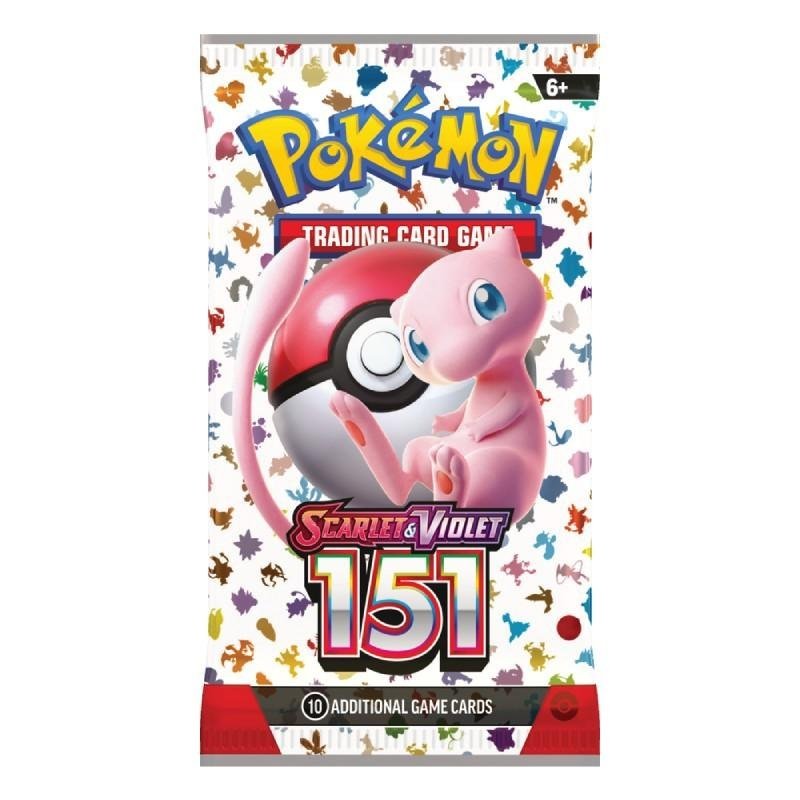 6+
POKéMON
TM
TRADING CARD GAME
SCARLET & VIOLET
151
10 ADDITIONAL GAME CARDS